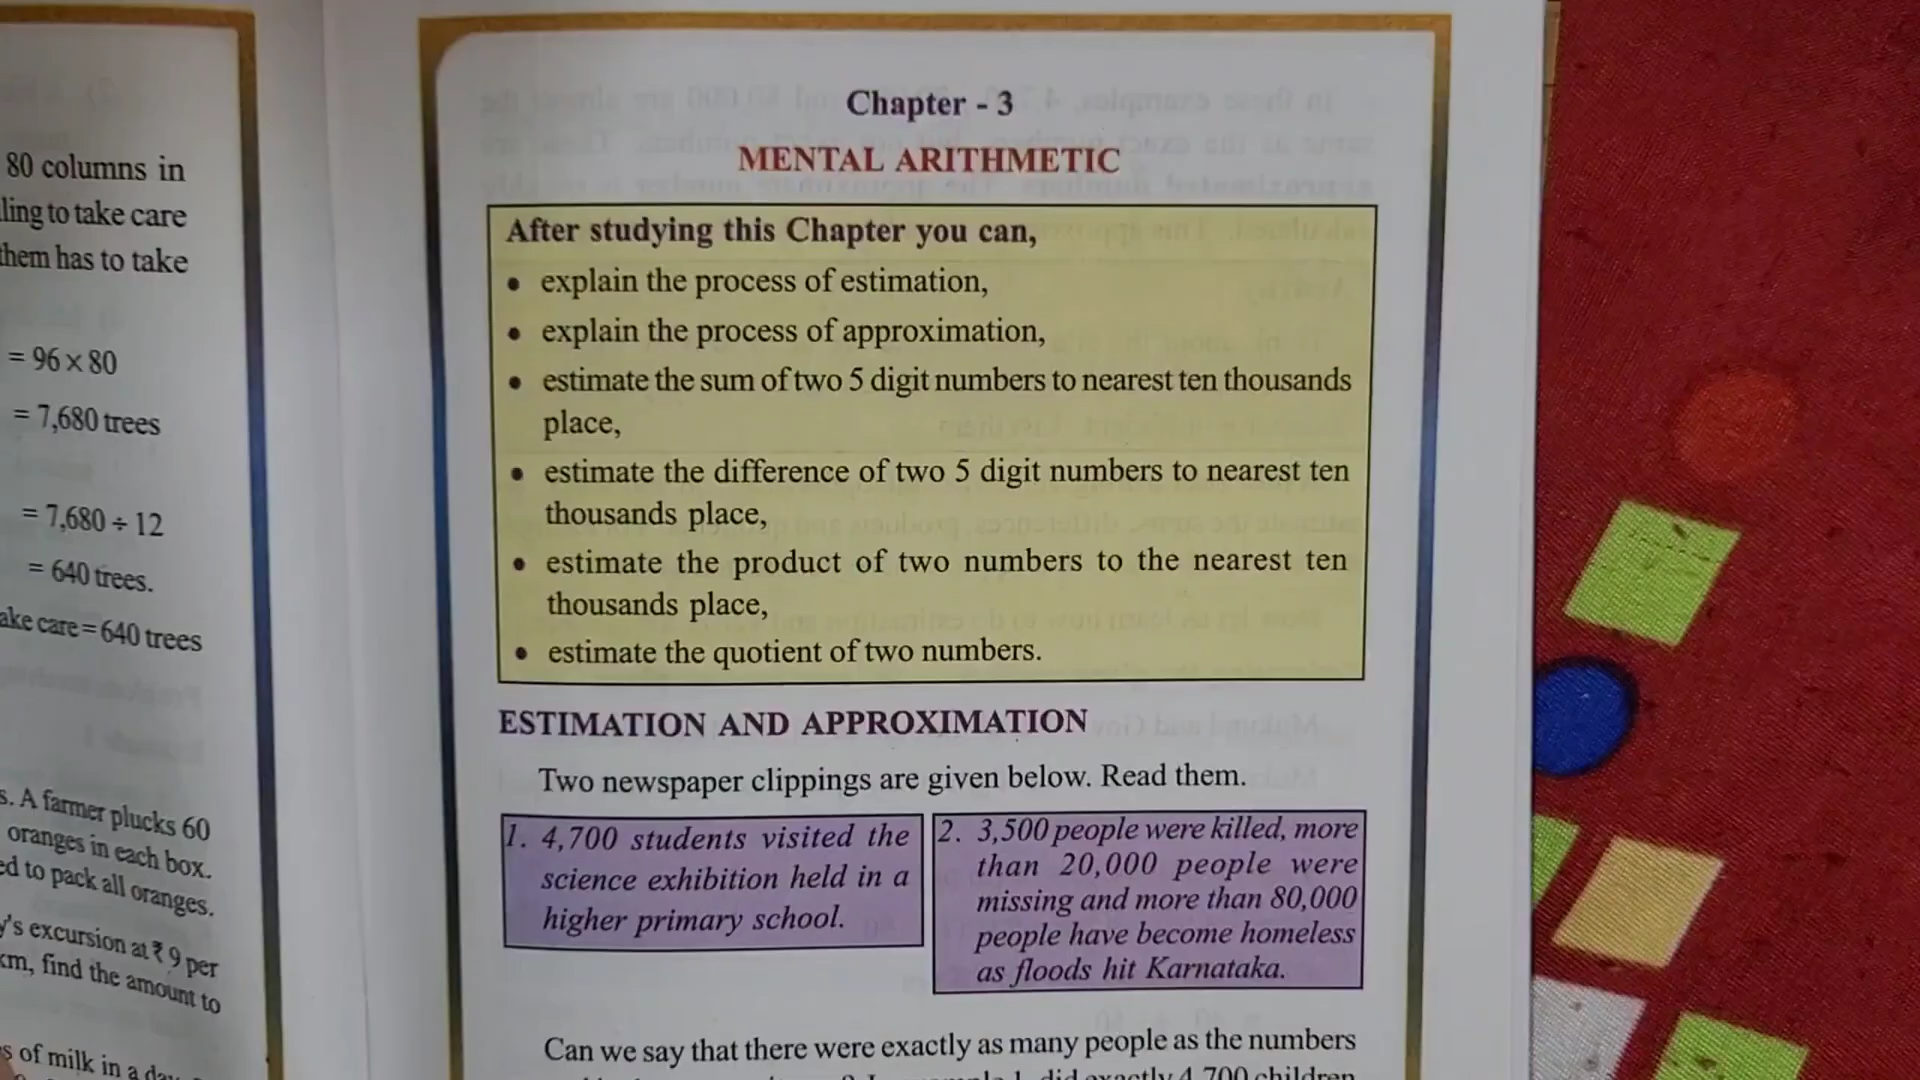 80 columns in
ling to take care
them has to take
= 96 × 80
= 7,680 trees
= 7,680 ÷ 12
= 640 trees.
ake care = 640 trees
s. A farmer plucks 60
oranges in each box.
ed to pack all oranges.
y's excursion at ₹ 9 per
km, find the amount to
s of milk in a day
Chapter - 3
MENTAL ARITHMETIC
After studying this Chapter you can,
• explain the process of estimation,
• explain the process of approximation,
• estimate the sum of two 5 digit numbers to nearest ten thousands
place,
• estimate the difference of two 5 digit numbers to nearest ten
thousands place,
• estimate the product of two numbers to the nearest ten
thousands place,
• estimate the quotient of two numbers.
ESTIMATION AND APPROXIMATION
Two newspaper clippings are given below. Read them.
1. 4,700 students visited the
science exhibition held in a
higher primary school.
2. 3,500 people were killed, more
than 20,000 people were
missing and more than 80,000
people have become homeless
as floods hit Karnataka.
Can we say that there were exactly as many people as the numbers
did exactly 4,700 children